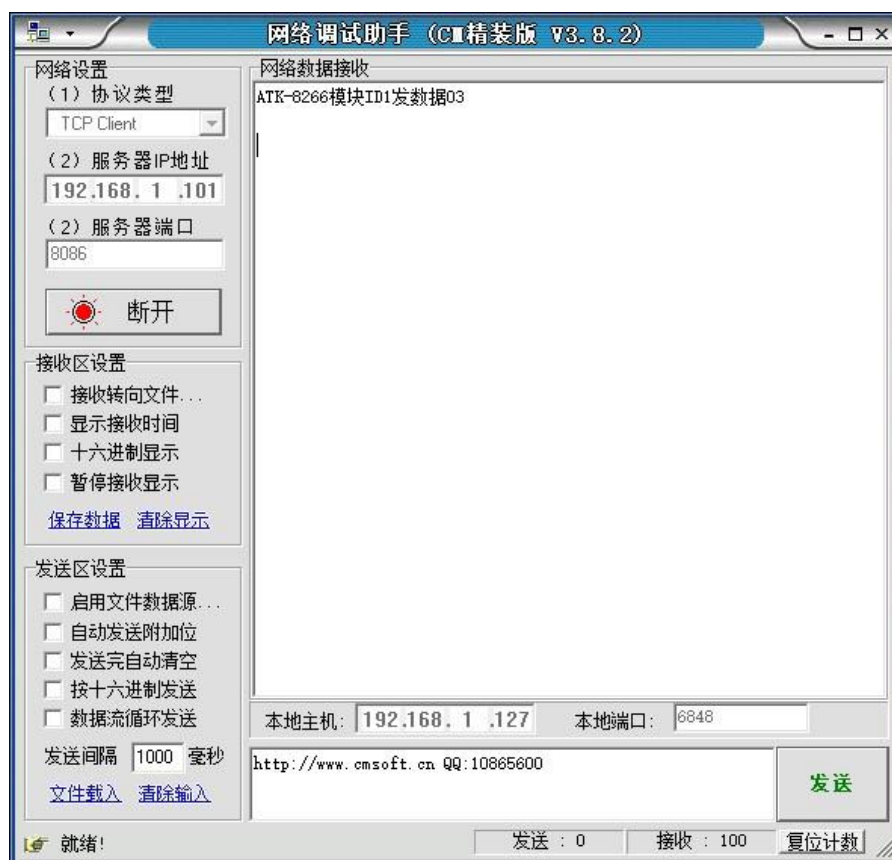 网络调试助手 (CⅢ精装版 V3.8.2)
网络设置
(1) 协议类型
TCP Client
(2) 服务器IP地址
192.168. 1 .101
(2) 服务器端口
8086
断开
接收区设置
接收转向文件...
显示接收时间
十六进制显示
暂停接收显示
保存数据 清除显示
发送区设置
启用文件数据源...
自动发送附加位
发送完自动清空
按十六进制发送
数据流循环发送
发送间隔 1000 毫秒
文件载入 清除输入
网络数据接收
ATK-8266模块ID1发数据03
本地主机: 192.168. 1 .127 本地端口: 6848
http://www.cmsoft.cn QQ:10865600
发送
就绪!
发送 : 0 接收 : 100 复位计数